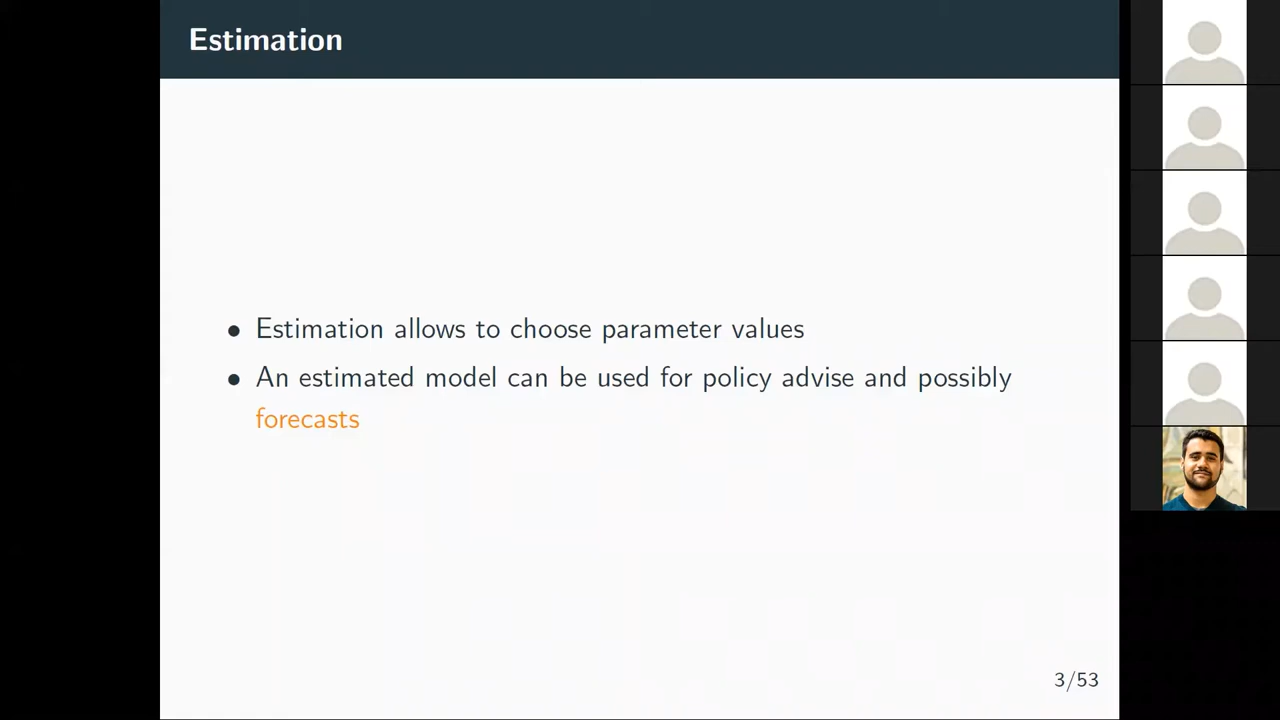 Estimation
• Estimation allows to choose parameter values
• An estimated model can be used for policy advise and possibly
forecasts
3/53